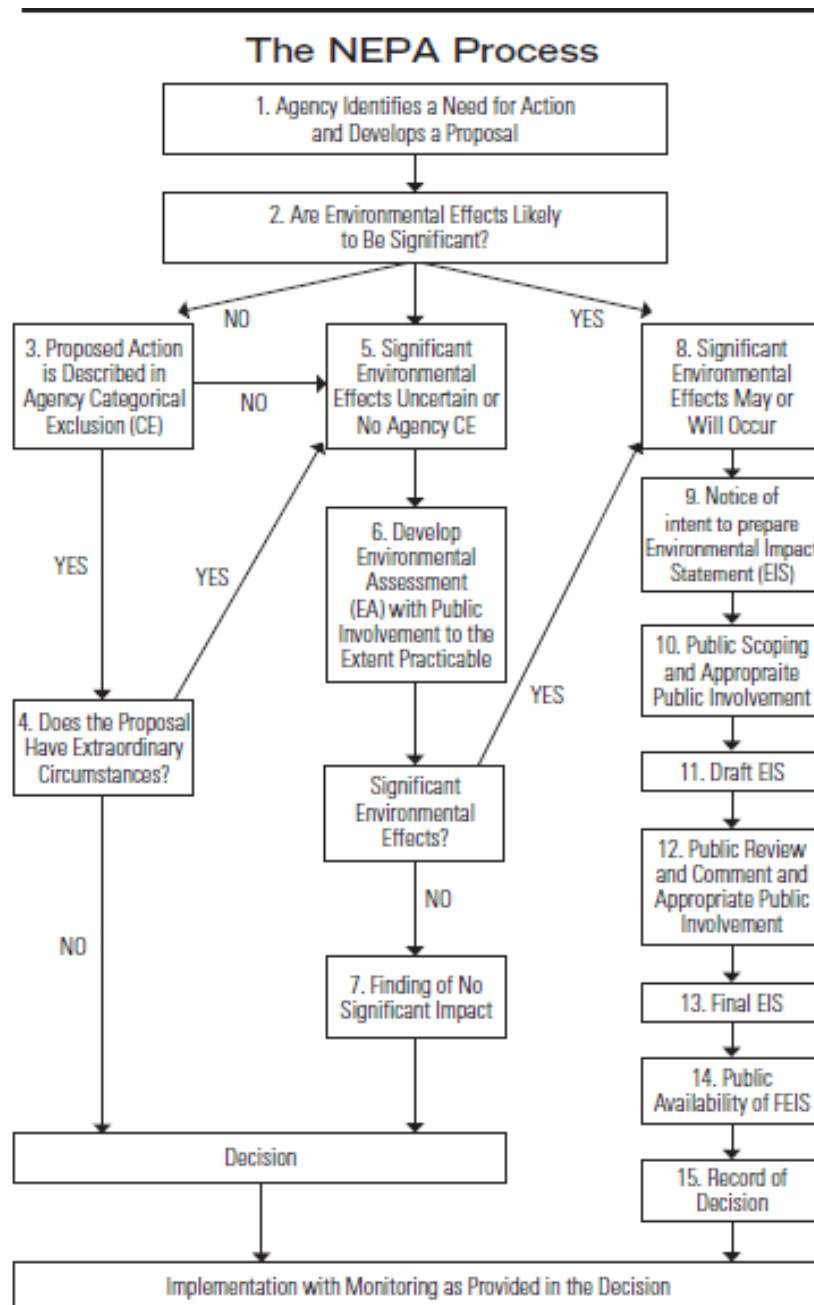 The NEPA Process
1. Agency Identifies a Need for Action
and Develops a Proposal
2. Are Environmental Effects Likely
to Be Significant?
NO
YES
3. Proposed Action
is Described in
Agency Categorical
Exclusion (CE)
NO
5. Significant
Environmental
Effects Uncertain or
No Agency CE
8. Significant
Environmental
Effects May or
Will Occur
YES
YES
6. Develop
Environmental
Assessment
(EA) with Public
Involvement to the
Extent Practicable
9. Notice of
intent to prepare
Environmental Impact
Statement (EIS)
10. Public Scoping
and Appropraite
Public Involvement
YES
4. Does the Proposal
Have Extraordinary
Circumstances?
Significant
Environmental
Effects?
11. Draft EIS
12. Public Review
and Comment and
Appropriate Public
Involvement
NO
NO
7. Finding of No
Significant Impact
13. Final EIS
14. Public
Availability of FEIS
Decision
15. Record of
Decision
Implementation with Monitoring as Provided in the Decision